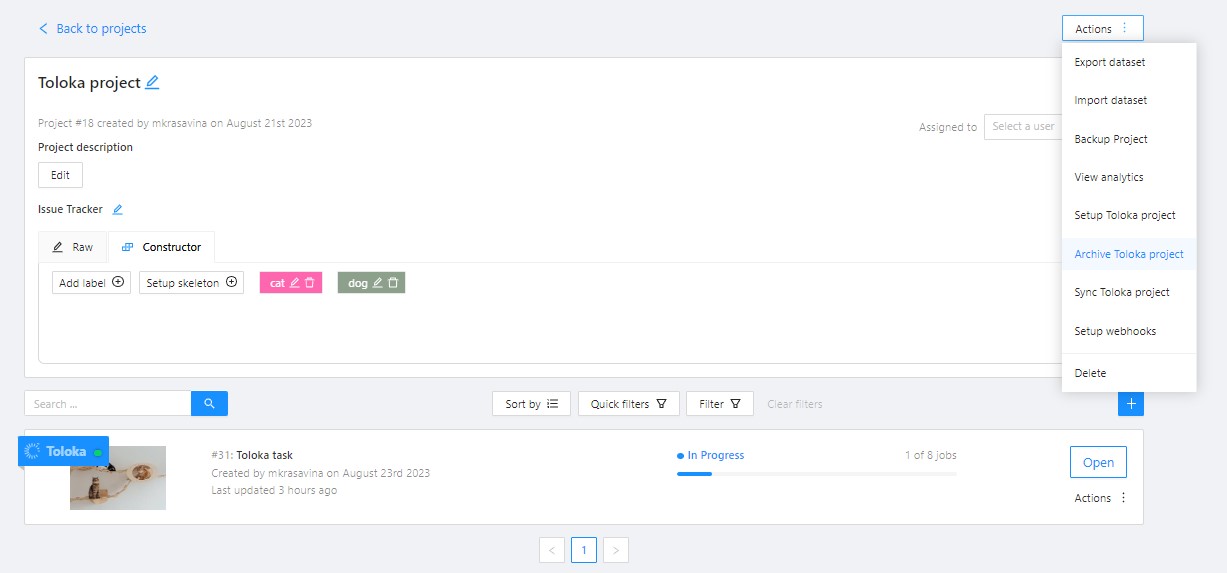 Back to projects
Actions
Export dataset
Import dataset
Backup Project
View analytics
Setup Toloka project
Archive Toloka project
Sync Toloka project
Setup webhooks
Delete
Toloka project
Project #18 created by mkrasavina on August 21st 2023
Assigned to Select a user
Project description
Edit
Issue Tracker
Raw Constructor
Add label Setup skeleton cat dog
Search ... Sort by Quick filters Filter Clear filters +
Toloka
#31: Toloka task In Progress 1 of 8 jobs
Created by mkrasavina on August 23rd 2023
Last updated 3 hours ago
Open
Actions
< 1 >